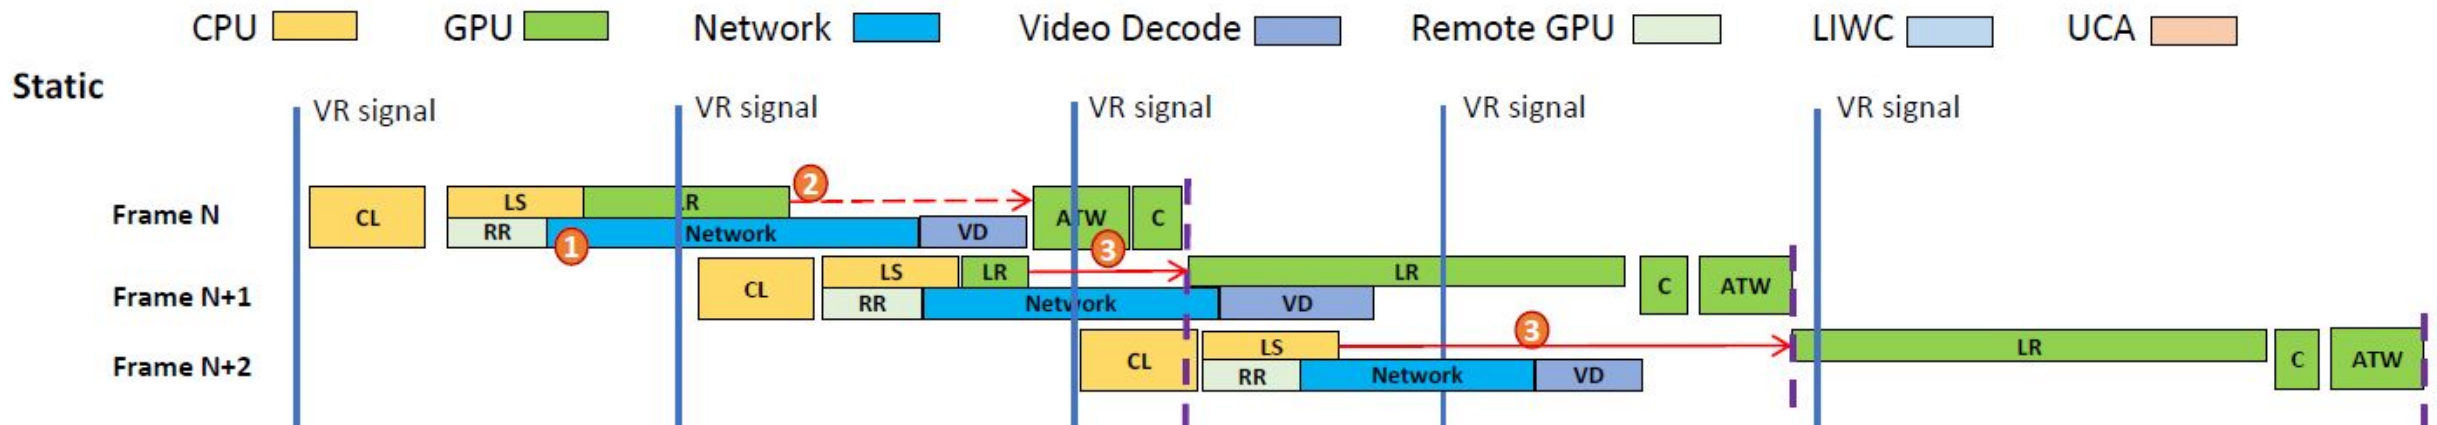 CPU GPU Network Video Decode Remote GPU LIWC UCA
Static
VR signal VR signal VR signal VR signal VR signal
2
Frame N CL LS LR ATW C
RR Network VD
1 3
Frame N+1 CL LS LR LR C ATW
RR Network VD
3
Frame N+2 CL LS LR C ATW
RR Network VD